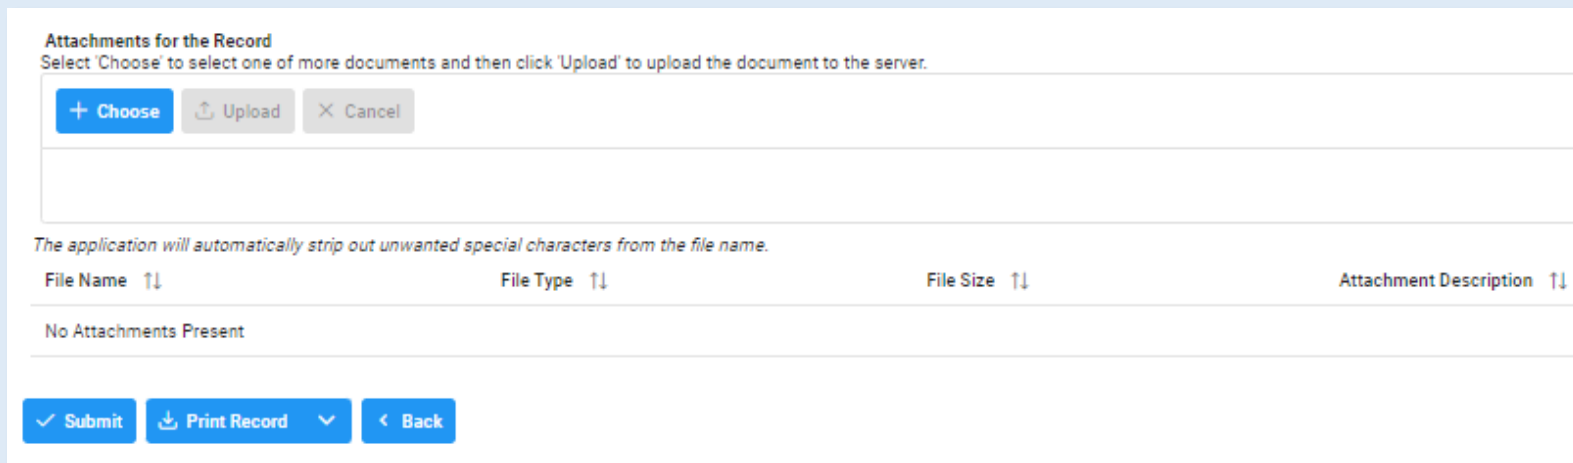 Attachments for the Record
Select 'Choose' to select one of more documents and then click 'Upload' to upload the document to the server.
Choose Upload Cancel
The application will automatically strip out unwanted special characters from the file name.
File Name File Type File Size Attachment Description
No Attachments Present
Submit Print Record Back